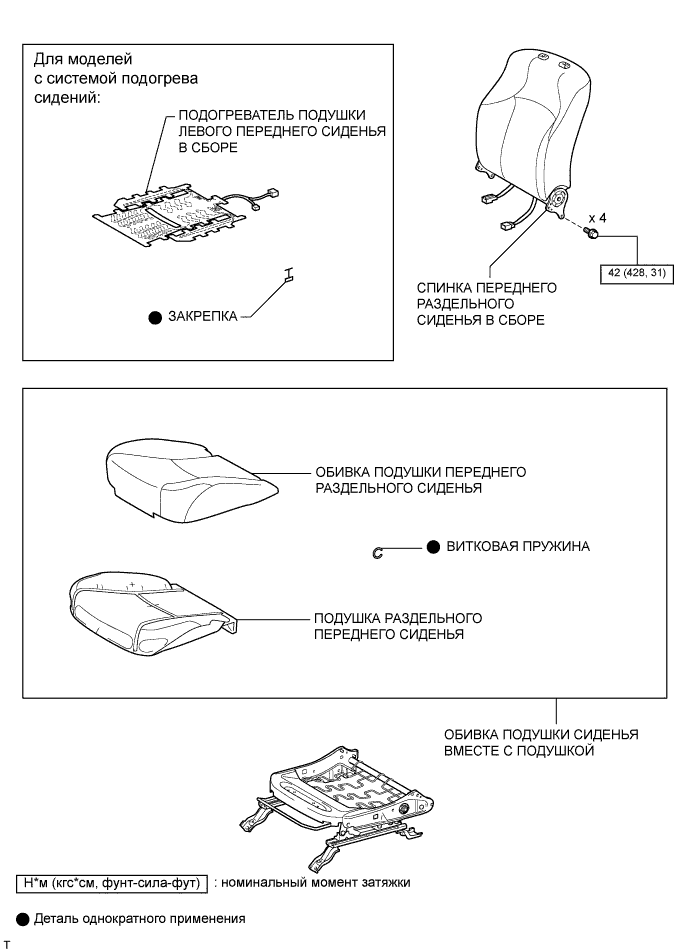 Для моделей
с системой подогрева
сидений:
ПОДОГРЕВАТЕЛЬ ПОДУШКИ
ЛЕВОГО ПЕРЕДНЕГО СИДЕНЬЯ
В СБОРЕ
ЗАКРЕПКА
x 4
42 (428, 31)
СПИНКА ПЕРЕДНЕГО
РАЗДЕЛЬНОГО
СИДЕНЬЯ В СБОРЕ
ОБИВКА ПОДУШКИ ПЕРЕДНЕГО
РАЗДЕЛЬНОГО СИДЕНЬЯ
ВИТКОВАЯ ПРУЖИНА
ПОДУШКА РАЗДЕЛЬНОГО
ПЕРЕДНЕГО СИДЕНЬЯ
ОБИВКА ПОДУШКИ СИДЕНЬЯ
ВМЕСТЕ С ПОДУШКОЙ
Н*м (кгс*см, фунт-сила-фут) : номинальный момент затяжки
Деталь однократного применения
T